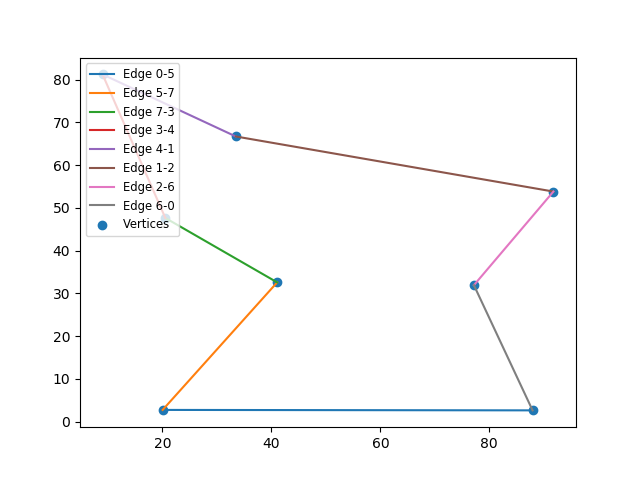 Edge 0-5
Edge 5-7
Edge 7-3
Edge 3-4
Edge 4-1
Edge 1-2
Edge 2-6
Edge 6-0
Vertices
80
70
60
50
40
30
20
10
0
20 40 60 80